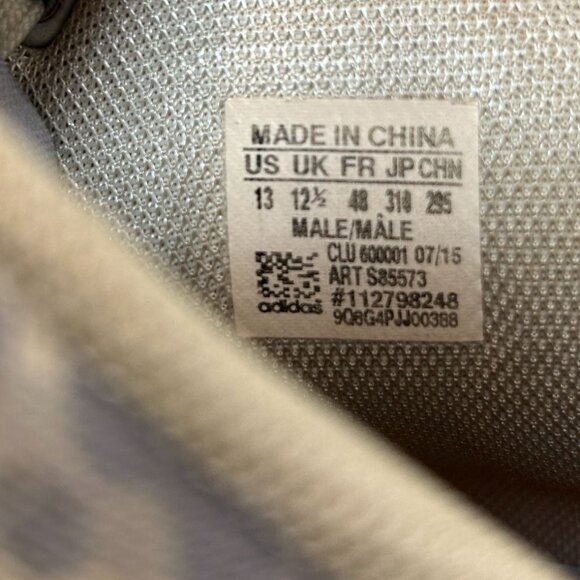 MADE IN CHINA
US UK FR JP CHN
13 12½ 48 310 295
MALE/MÂLE
CLU 600001 07/15
ART S85573
#112798248
adidas 9Q8G4PJJ00388